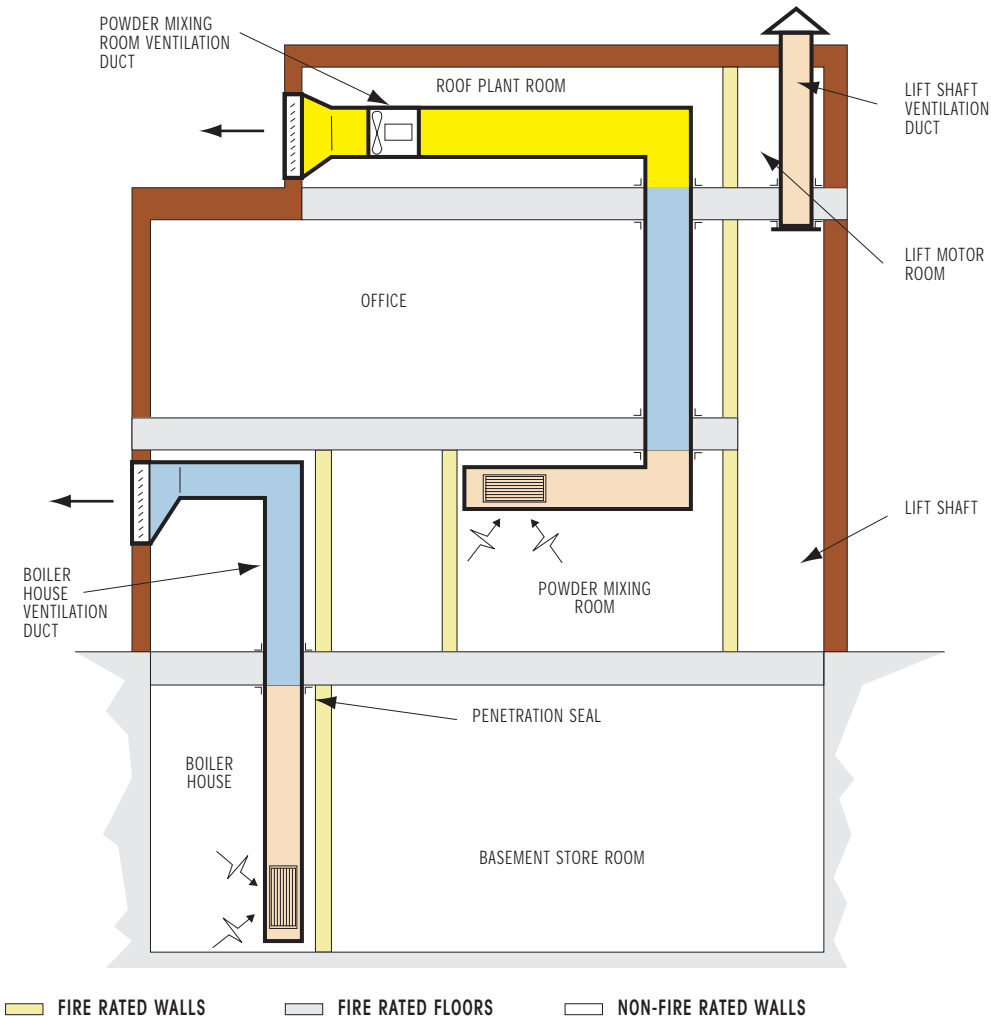 POWDER MIXING
ROOM VENTILATION
DUCT
ROOF PLANT ROOM
LIFT SHAFT
VENTILATION
DUCT
LIFT MOTOR
ROOM
OFFICE
LIFT SHAFT
BOILER
HOUSE
VENTILATION
DUCT
POWDER MIXING
ROOM
PENETRATION SEAL
BOILER
HOUSE
BASEMENT STORE ROOM
FIRE RATED WALLS
FIRE RATED FLOORS
NON-FIRE RATED WALLS